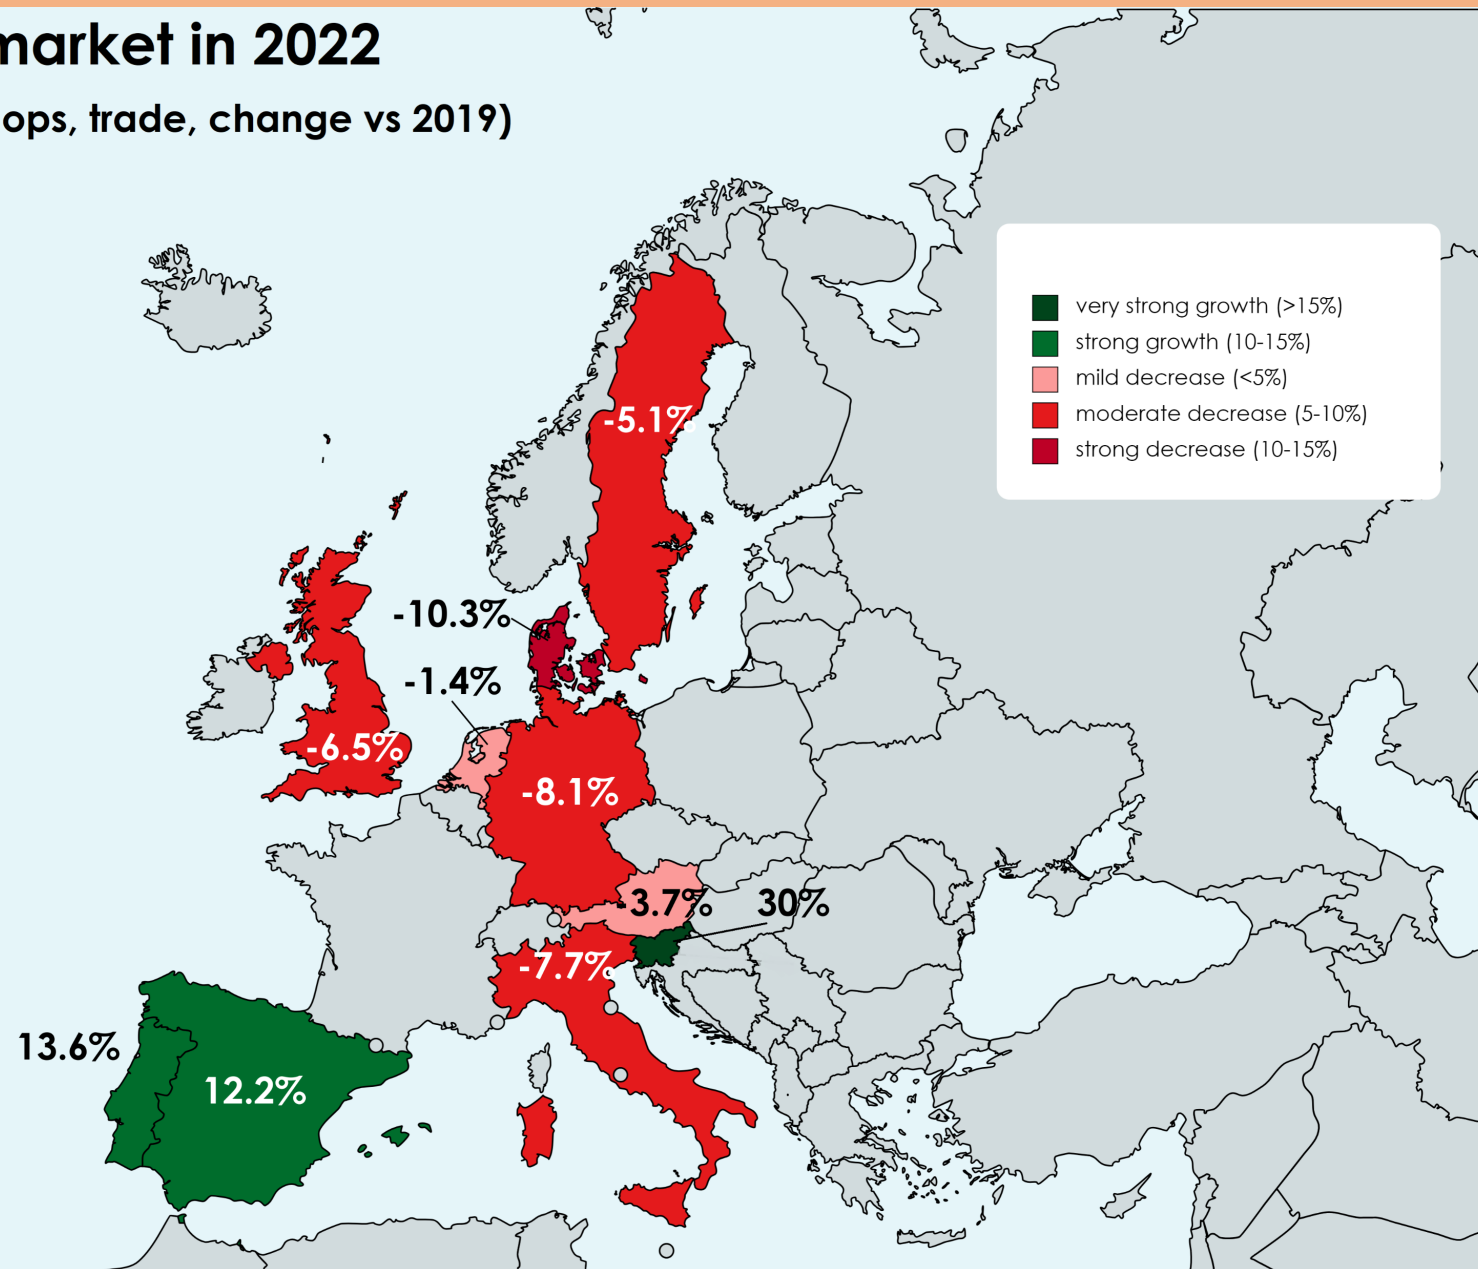 market in 2022
ops, trade, change vs 2019)
very strong growth (>15%)
strong growth (10-15%)
mild decrease (<5%)
moderate decrease (5-10%)
strong decrease (10-15%)
-5.1%
-10.3%
-1.4%
-6.5%
-8.1%
-3.7%
30%
-7.7%
13.6%
12.2%